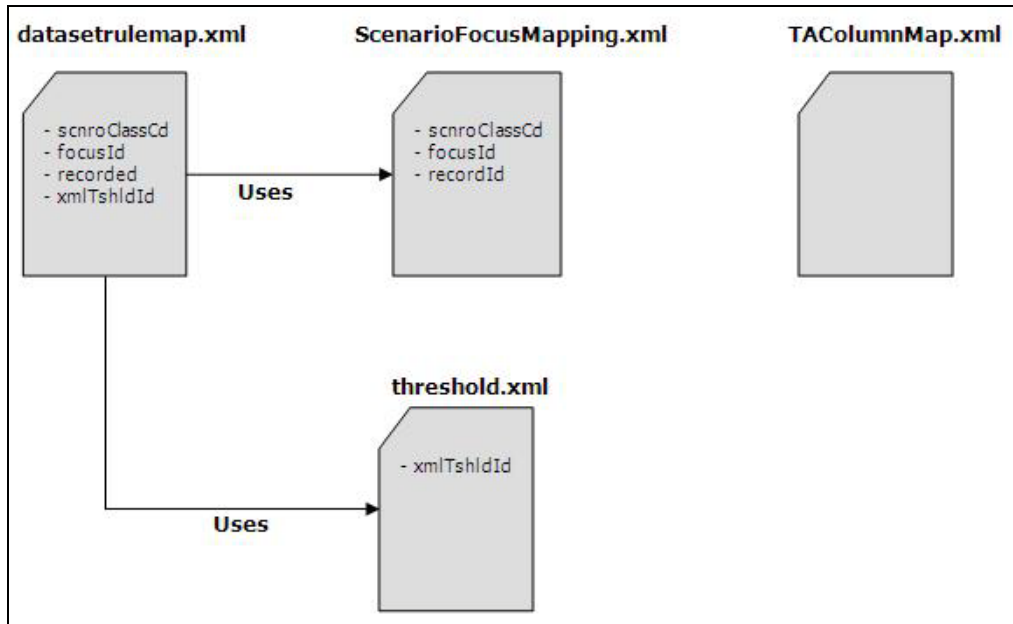 datasetrulemap.xml
- scnroClassCd
- focusId
- recorded
- xmlTshldId
Uses
ScenarioFocusMapping.xml
- scnroClassCd
- focusId
- recordId
TAColumnMap.xml
threshold.xml
- xmlTshldId
Uses